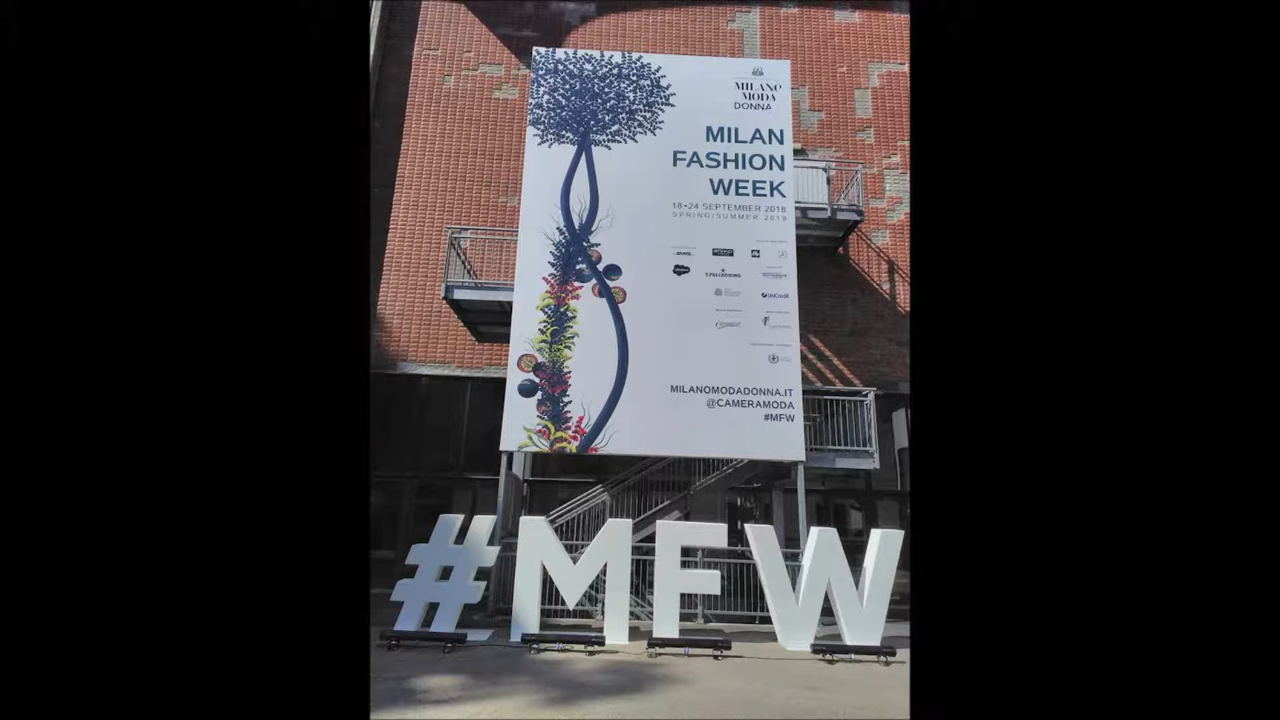 MILANO
MODA
DONNA
MILAN
FASHION
WEEK
18•24 SEPTEMBER 2018
SPRING/SUMMER 2019
S.PELLEGRINO
UniCredit
MILANOMODADONNA.IT
@CAMERAMODA
#MFW
#MFW